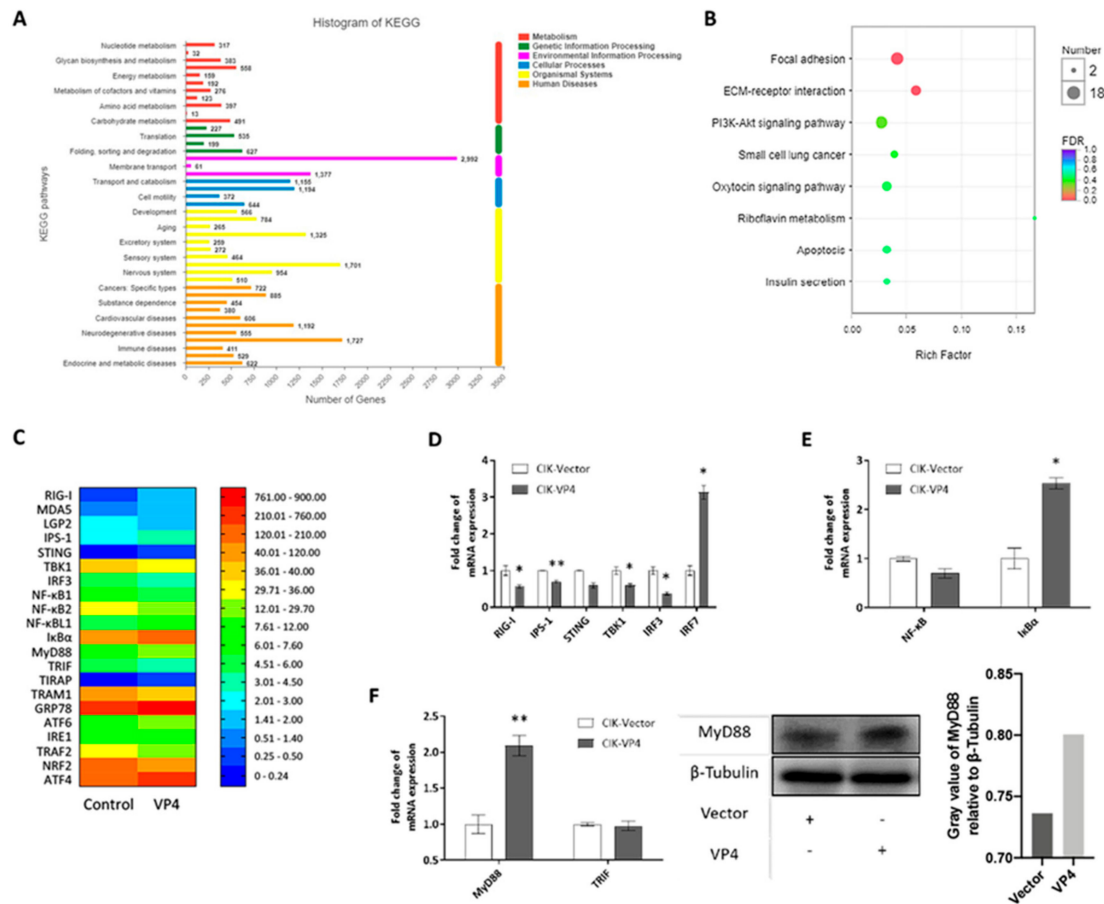 A
Histogram of KEGG
KEGG pathways
Nucleotide metabolism
317
32
Glycan biosynthesis and metabolism
383
558
Energy metabolism
159
192
Metabolism of cofactors and vitamins
276
123
Amino acid metabolism
397
13
Carbohydrate metabolism
491
227
Translation
535
199
Folding, sorting and degradation
627
2,992
Membrane transport
61
1,377
Transport and catabolism
1,155
1,194
Cell motility
372
644
Development
566
784
Aging
265
1,325
Excretory system
259
272
Sensory system
464
1,701
Nervous system
954
510
Cancers: Specific types
722
885
Substance dependence
454
380
Cardiovascular diseases
606
1,192
Neurodegenerative diseases
555
1,727
Immune diseases
411
529
Endocrine and metabolic diseases
622
0
250
500
750
1000
1250
1500
1750
2000
2250
2500
2750
3000
3250
3500
Number of Genes
Metabolism
Genetic Information Processing
Environmental Information Processing
Cellular Processes
Organismal Systems
Human Diseases
B
Focal adhesion
ECM-receptor interaction
PI3K-Akt signaling pathway
Small cell lung cancer
Oxytocin signaling pathway
Riboflavin metabolism
Apoptosis
Insulin secretion
0.00
0.05
0.10
0.15
Rich Factor
Number
2
18
FDR
1.0
0.8
0.6
0.4
0.2
0.0
C
RIG-I
MDA5
LGP2
IPS-1
STING
TBK1
IRF3
NF-κB1
NF-κB2
NF-κBL1
IκBα
MyD88
TRIF
TIRAP
TRAM1
GRP78
ATF6
IRE1
TRAF2
NRF2
ATF4
Control
VP4
761.00 - 900.00
210.01 - 760.00
120.01 - 210.00
40.01 - 120.00
36.01 - 40.00
29.71 - 36.00
12.01 - 29.70
7.61 - 12.00
6.01 - 7.60
4.51 - 6.00
3.01 - 4.50
2.01 - 3.00
1.41 - 2.00
0.51 - 1.40
0.25 - 0.50
0 - 0.24
D
Fold change of
mRNA expression
4
3
2
1
0
CIK-Vector
CIK-VP4
*
**
*
*
*
RIG-I
IPS-1
STING
TBK1
IRF3
IRF7
E
Fold change of
mRNA expression
3
2
1
0
CIK-Vector
CIK-VP4
*
NF-κB
IκBα
F
Fold change of
mRNA expression
2.5
2.0
1.5
1.0
0.5
**
CIK-Vector
CIK-VP4
MyD88
TRIF
MyD88
β-Tubulin
Vector
+
-
VP4
-
+
Gray value of MyD88
relative to β-Tubulin
0.85
0.80
0.75
0.70
Vector
VP4